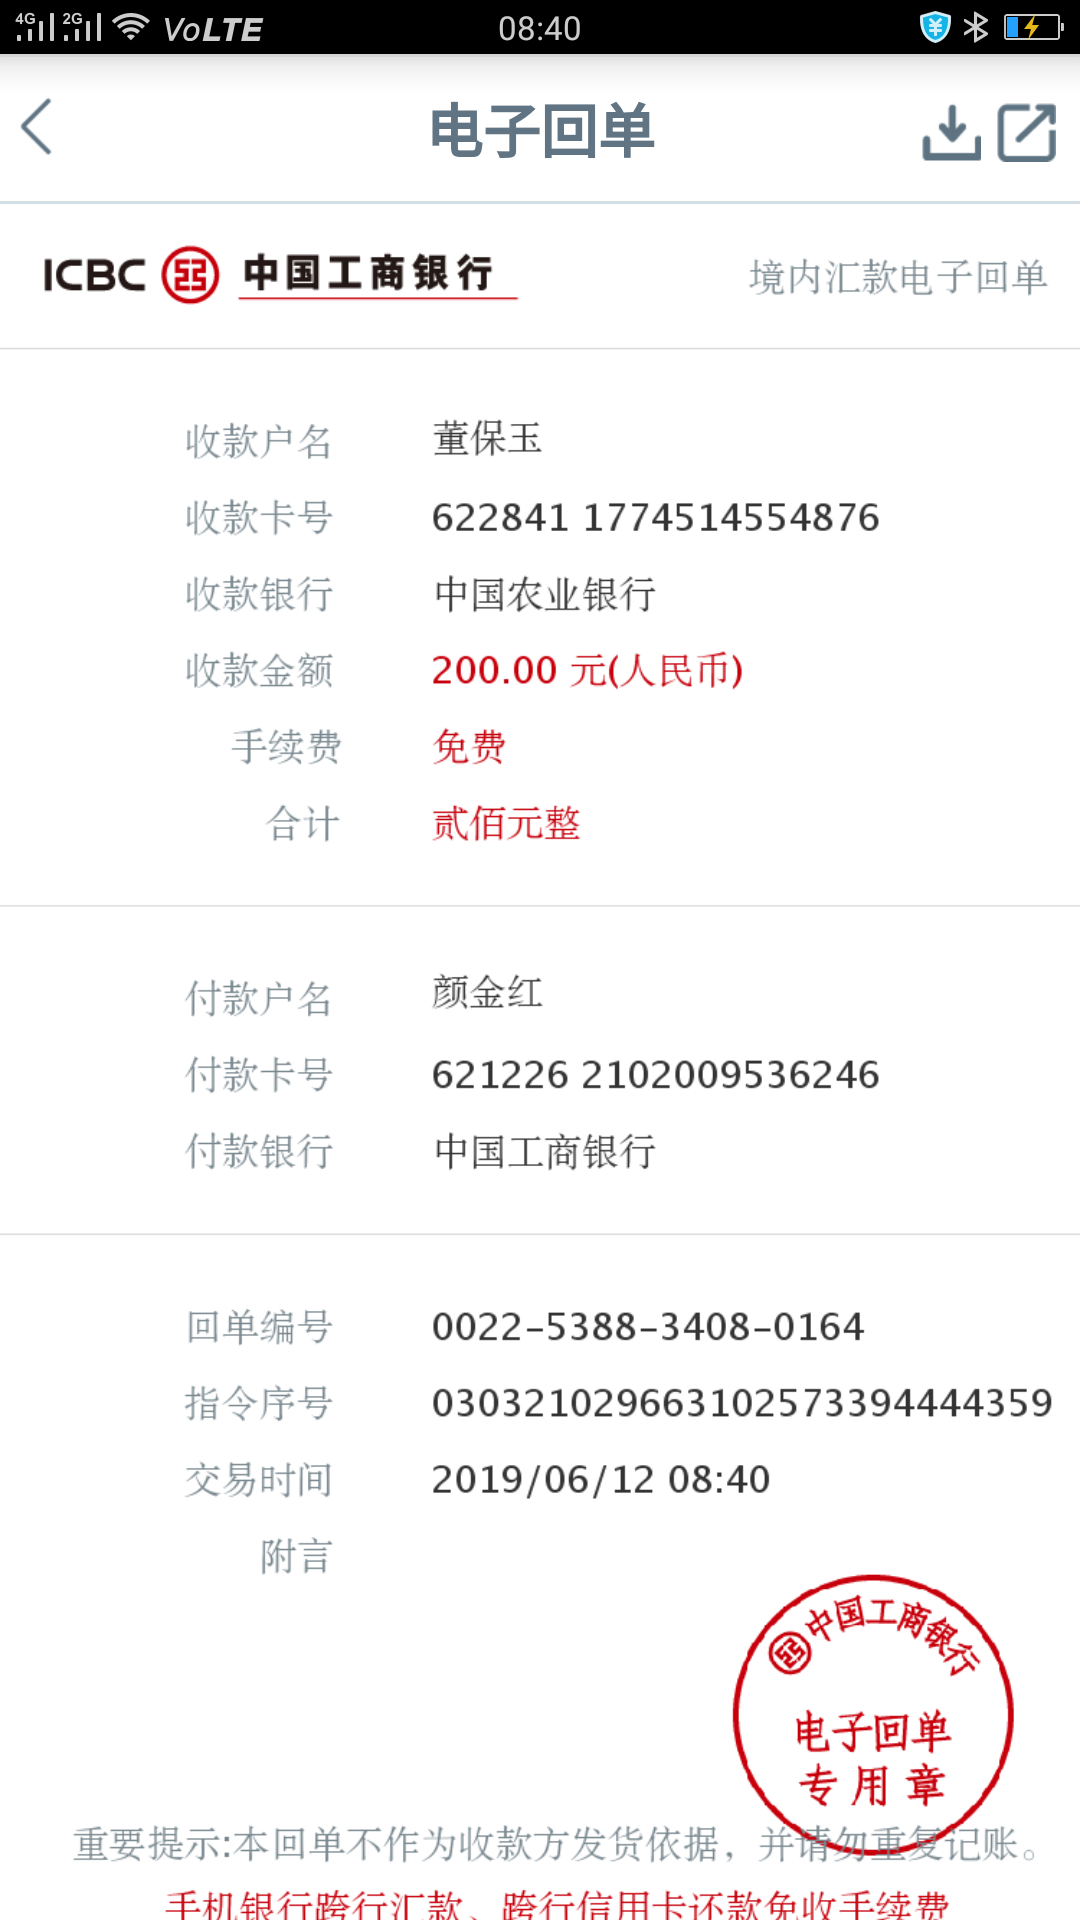 4G 2G VoLTE 08:40
电子回单
ICBC 中国工商银行 境内汇款电子回单
收款户名 董保玉
收款卡号 622841 1774514554876
收款银行 中国农业银行
收款金额 200.00 元(人民币)
手续费 免费
合计 贰佰元整
付款户名 颜金红
付款卡号 621226 2102009536246
付款银行 中国工商银行
回单编号 0022-5388-3408-0164
指令序号 030321029663102573394444359
交易时间 2019/06/12 08:40
附言
中国工商银行
电子回单
专用章
重要提示:本回单不作为收款方发货依据，并请勿重复记账。
手机银行跨行汇款、跨行信用卡还款免收手续费